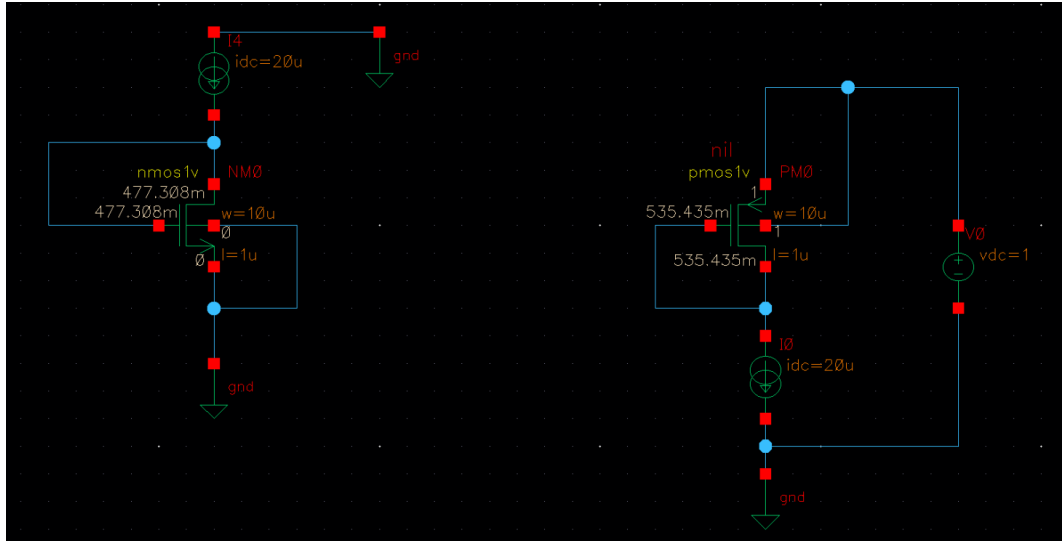 I4
idc=20u
gnd
nmos1v
NM0
477.308m
477.308m
w=10u
0
0
l=1u
gnd
nil
pmos1v
PM0
1
535.435m
w=10u
1
535.435m
l=1u
V0
+
vdc=1
−
I0
idc=20u
gnd